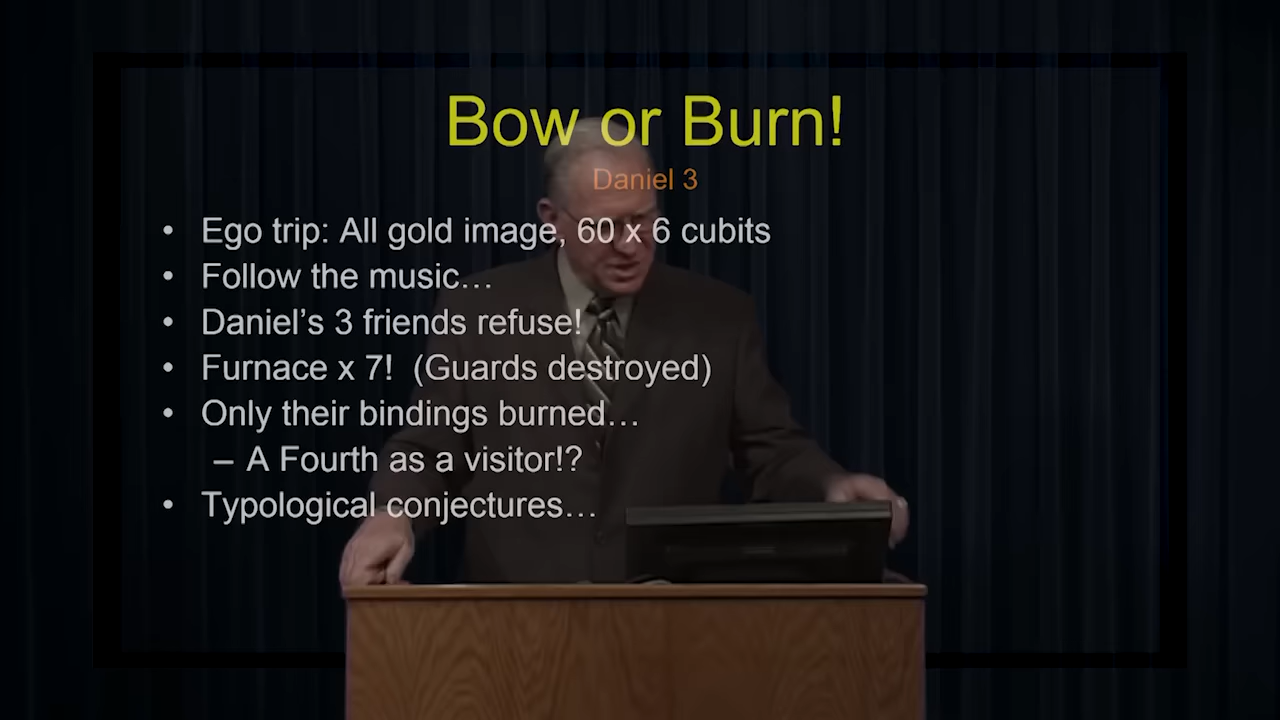 Bow or Burn!
Daniel 3
• Ego trip: All gold image, 60 x 6 cubits
• Follow the music…
• Daniel’s 3 friends refuse!
• Furnace x 7!  (Guards destroyed)
• Only their bindings burned…
– A Fourth as a visitor!?
• Typological conjectures…